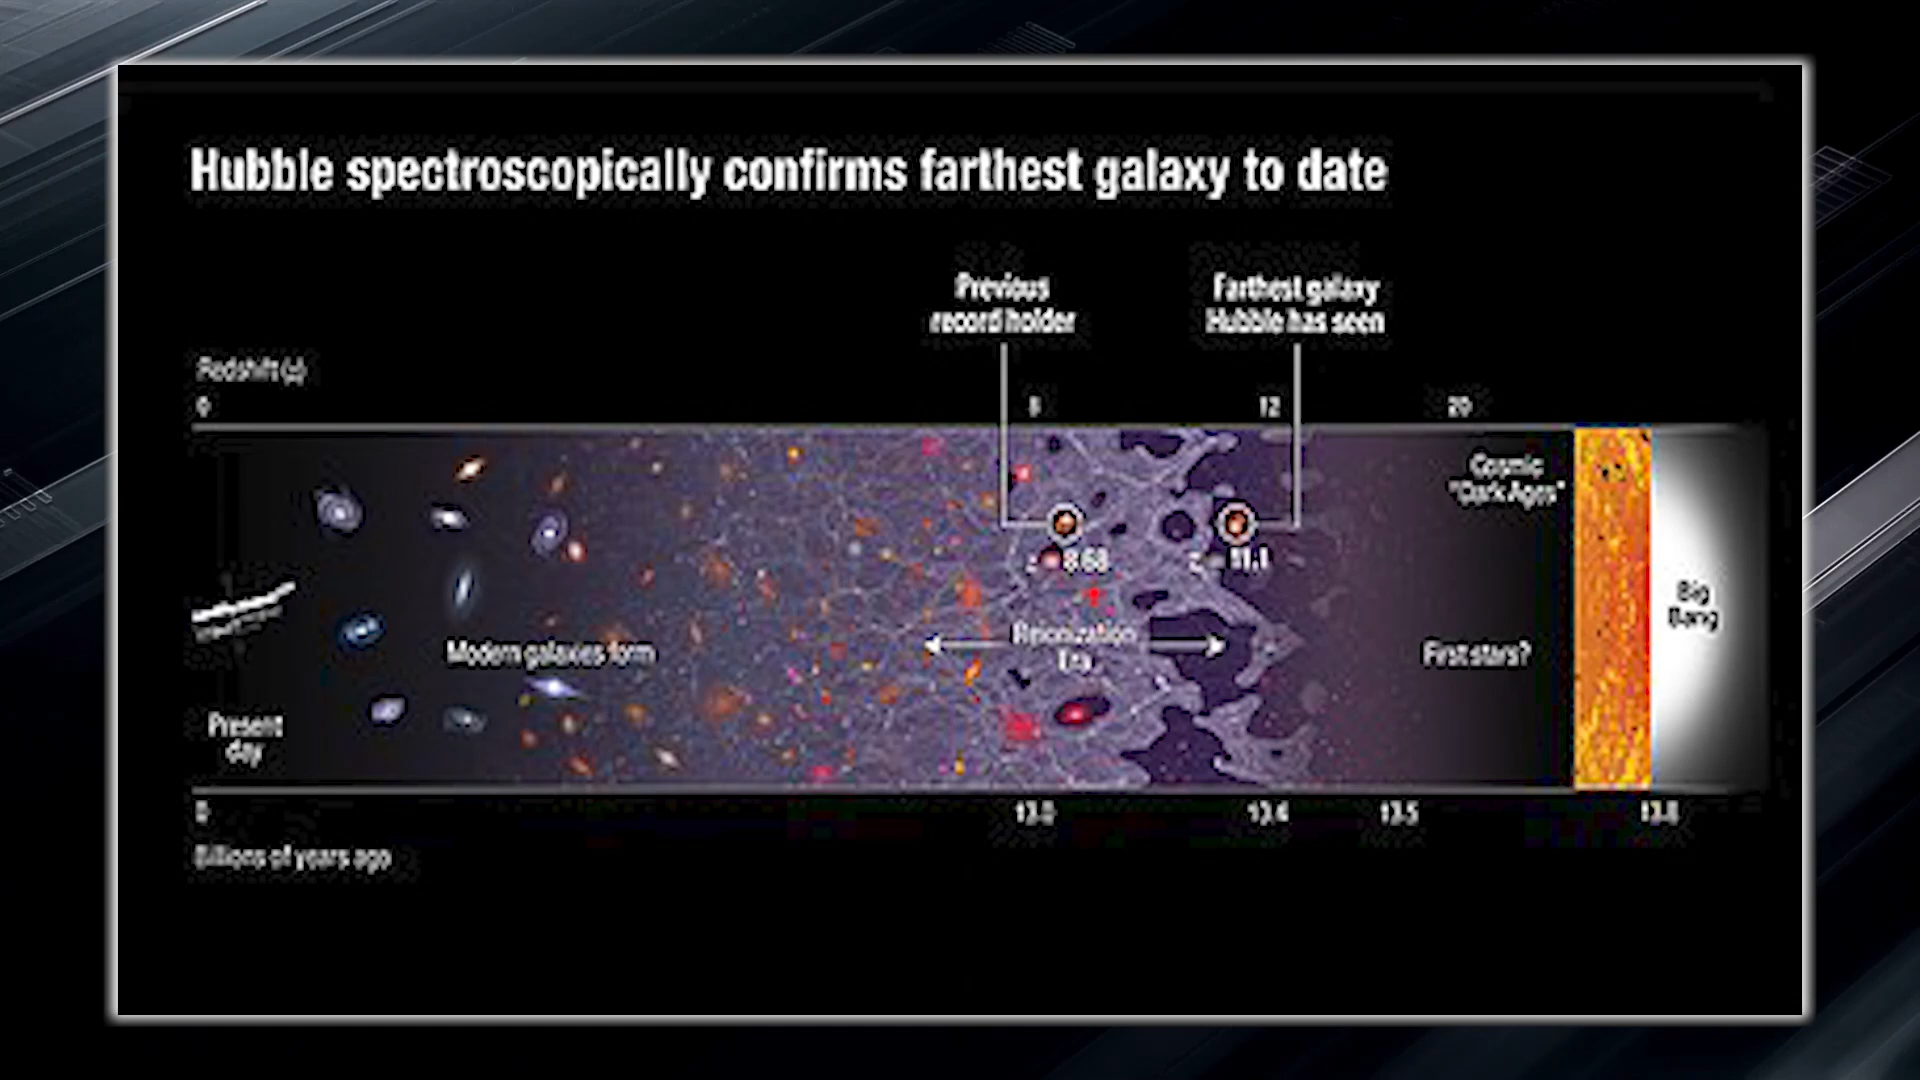 Hubble spectroscopically confirms farthest galaxy to date
Previous
record holder
Farthest galaxy
Hubble has seen
Redshift (z)
0
8
12
20
Cosmic
"Dark Ages"
z = 8.68
z = 11.1
Big
Bang
Reionization
Era
Modern galaxies form
First stars?
Present
day
0
13.0
13.4
13.5
13.8
Billions of years ago